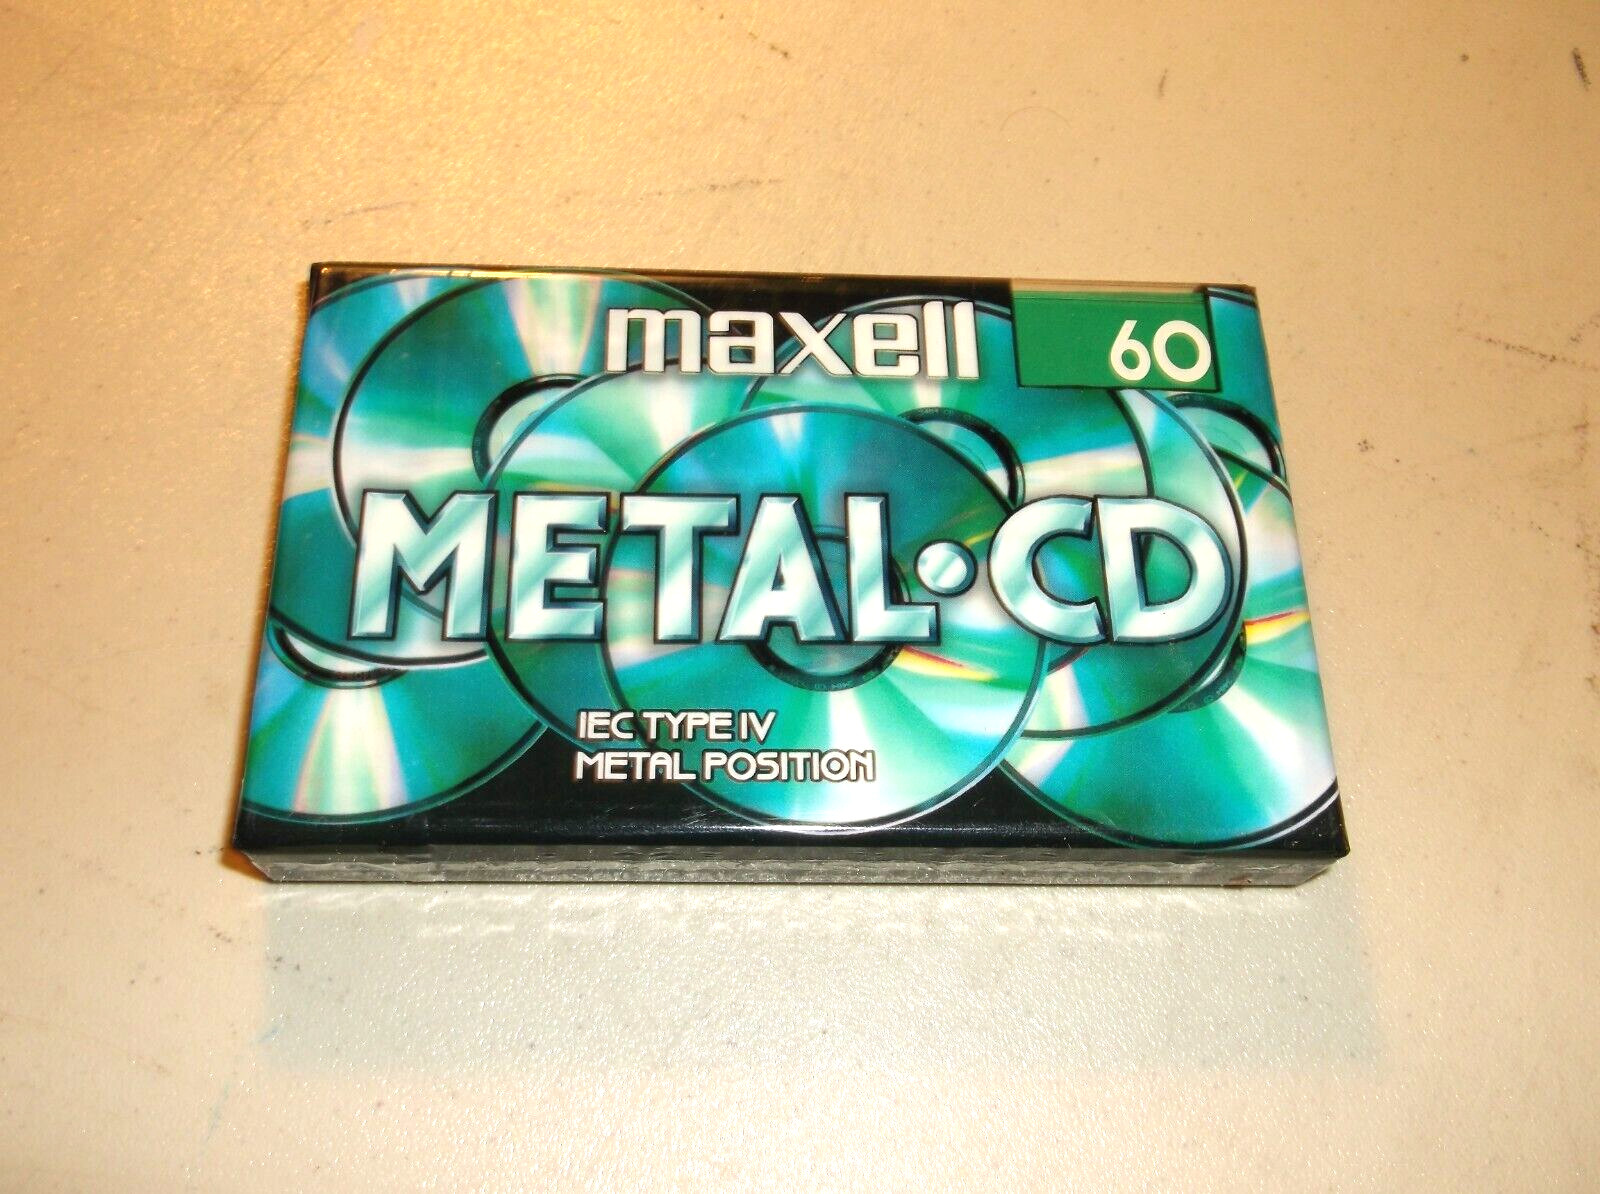 maxell
60
METAL•CD
IEC TYPE IV
METAL POSITION